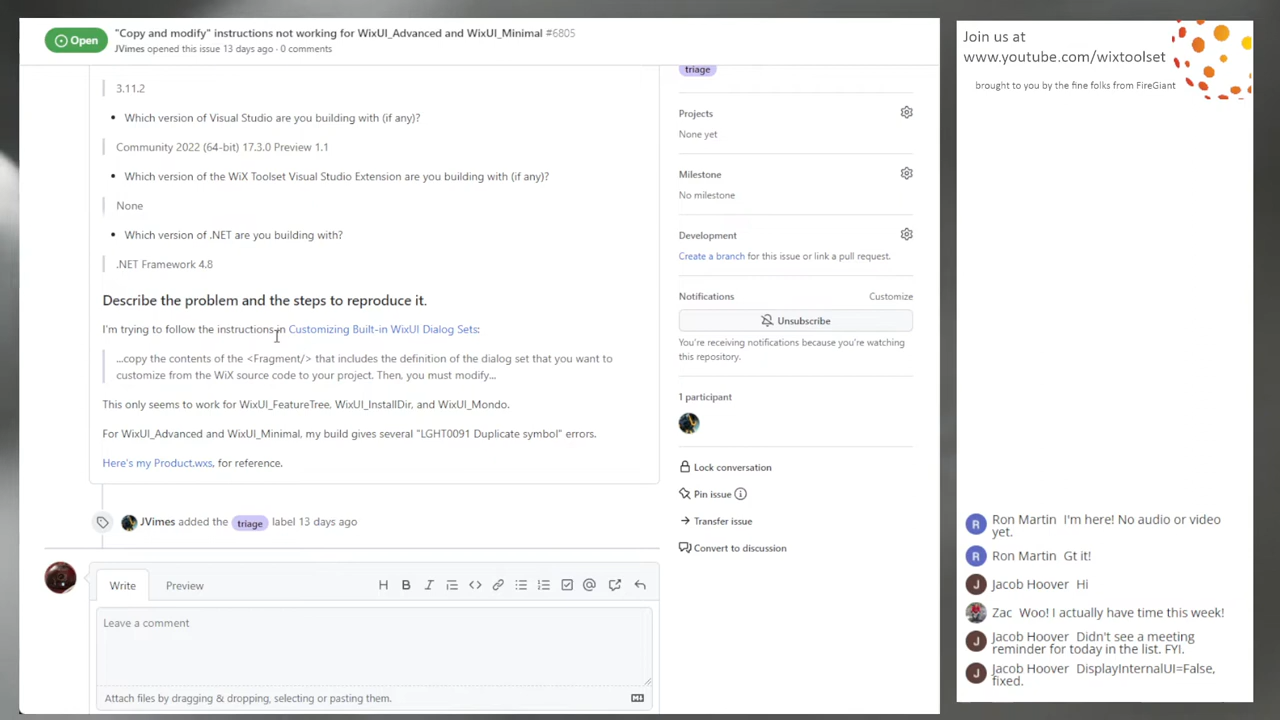 Open
"Copy and modify" instructions not working for WixUI_Advanced and WixUI_Minimal #6805
JVimes opened this issue 13 days ago · 0 comments
3.11.2
• Which version of Visual Studio are you building with (if any)?
Community 2022 (64-bit) 17.3.0 Preview 1.1
• Which version of the WiX Toolset Visual Studio Extension are you building with (if any)?
None
• Which version of .NET are you building with?
.NET Framework 4.8
Describe the problem and the steps to reproduce it.
I'm trying to follow the instructions in Customizing Built-in WixUI Dialog Sets:
...copy the contents of the <Fragment/> that includes the definition of the dialog set that you want to
customize from the WiX source code to your project. Then, you must modify...
This only seems to work for WixUI_FeatureTree, WixUI_InstallDir, and WixUI_Mondo.
For WixUI_Advanced and WixUI_Minimal, my build gives several "LGHT0091 Duplicate symbol" errors.
Here's my Product.wxs, for reference.
JVimes added the triage label 13 days ago
Write
Preview
Leave a comment
Attach files by dragging & dropping, selecting or pasting them.
triage
Projects
None yet
Milestone
No milestone
Development
Create a branch for this issue or link a pull request.
Notifications
Customize
Unsubscribe
You're receiving notifications because you're watching
this repository.
1 participant
Lock conversation
Pin issue
Transfer issue
Convert to discussion
Join us at
www.youtube.com/wixtoolset
brought to you by the fine folks from FireGiant
R Ron Martin I'm here! No audio or video
yet.
R Ron Martin Gt it!
J Jacob Hoover Hi
Zac Woo! I actually have time this week!
J Jacob Hoover Didn't see a meeting
reminder for today in the list. FYI.
J Jacob Hoover DisplayInternalUI=False,
fixed.